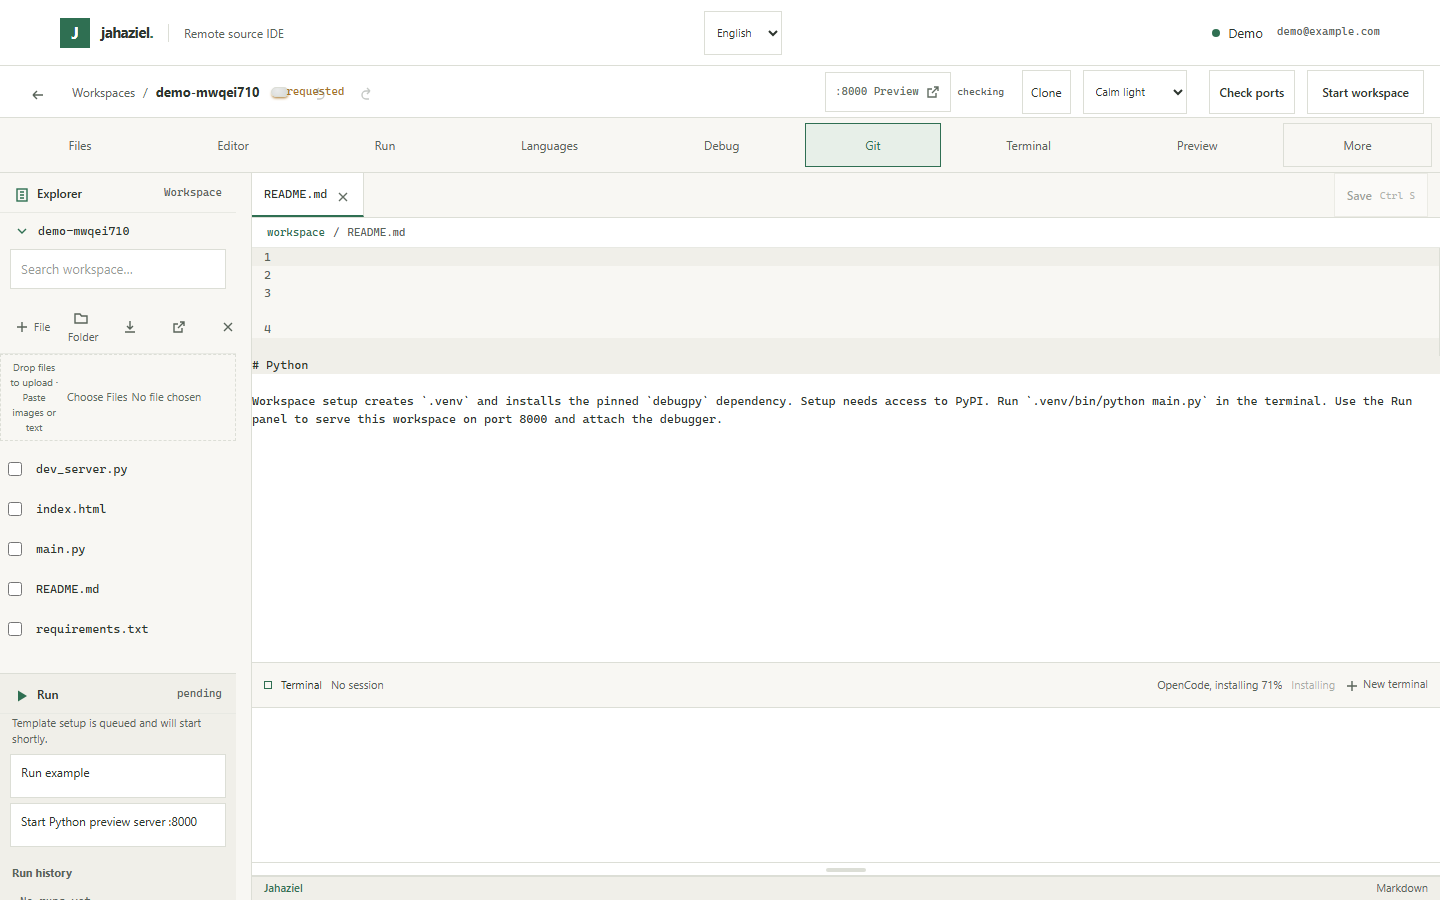 J jahaziel. Remote source IDE English Demo demo@example.com
Workspaces / demo-mwqei710 requested :8000 Preview checking Clone Calm light Check ports Start workspace
Files Editor Run Languages Debug Git Terminal Preview More
Explorer Workspace
README.md
Save Ctrl S
demo-mwqei710
workspace / README.md
Search workspace...
File
Folder
Drop files
to upload ·
Paste
images or
text
Choose Files No file chosen
dev_server.py
index.html
main.py
README.md
requirements.txt
1
2
3
4
# Python
Workspace setup creates `.venv` and installs the pinned `debugpy` dependency. Setup needs access to PyPI. Run `.venv/bin/python main.py` in the terminal. Use the Run
panel to serve this workspace on port 8000 and attach the debugger.
Terminal No session OpenCode, installing 71% Installing New terminal
Run pending
Template setup is queued and will start
shortly.
Run example
Start Python preview server :8000
Run history
No runs yet
Jahaziel Markdown